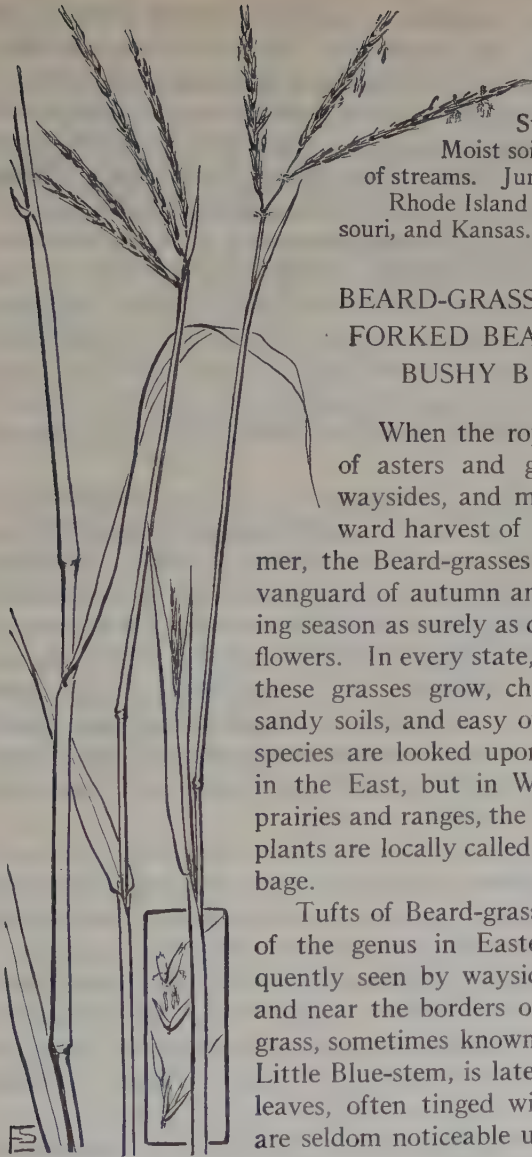 S
Moist soi
of streams. Jun
Rhode Island
souri, and Kansas.
BEARD-GRASS
FORKED BEA
BUSHY B
When the ro
of asters and g
waysides, and m
ward harvest of
mer, the Beard-grasses
vanguard of autumn an
ing season as surely as
flowers. In every state,
these grasses grow, ch
sandy soils, and easy o
species are looked upon
in the East, but in W
prairies and ranges, the
plants are locally called
bage.
Tufts of Beard-grass
of the genus in Easte
quently seen by waysid
and near the borders o
grass, sometimes known
Little Blue-stem, is late
leaves, often tinged wi
are seldom noticeable u
FS